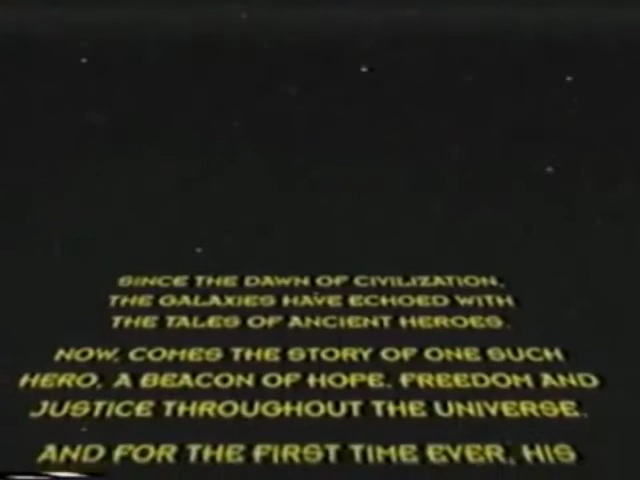 SINCE THE DAWN OF CIVILIZATION,
THE GALAXIES HAVE ECHOED WITH
THE TALES OF ANCIENT HEROES.
NOW, COMES THE STORY OF ONE SUCH
HERO, A BEACON OF HOPE, FREEDOM AND
JUSTICE THROUGHOUT THE UNIVERSE.
AND FOR THE FIRST TIME EVER, HIS